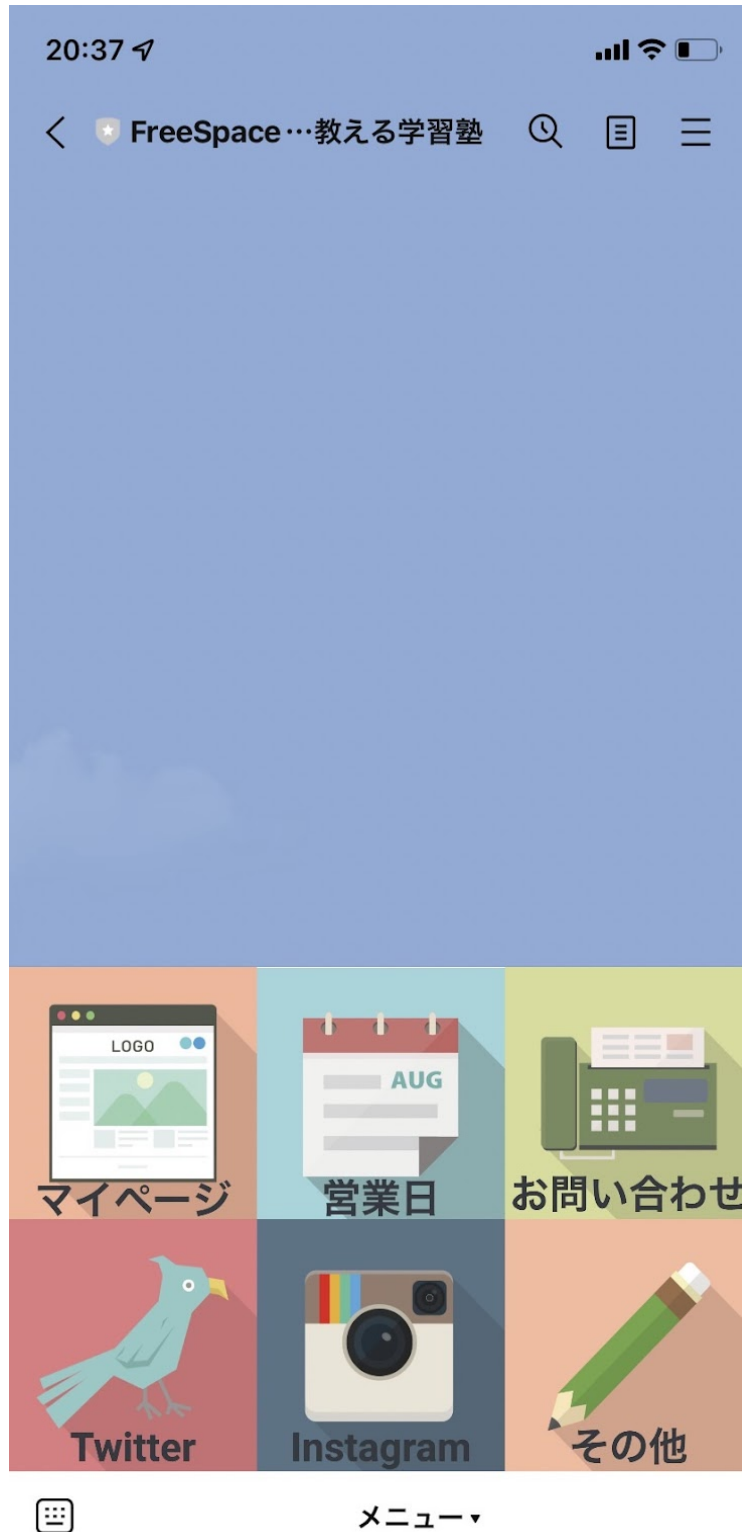 20:37
FreeSpace…教える学習塾
LOGO
AUG
マイページ
営業日
お問い合わせ
Twitter
Instagram
その他
メニュー▾